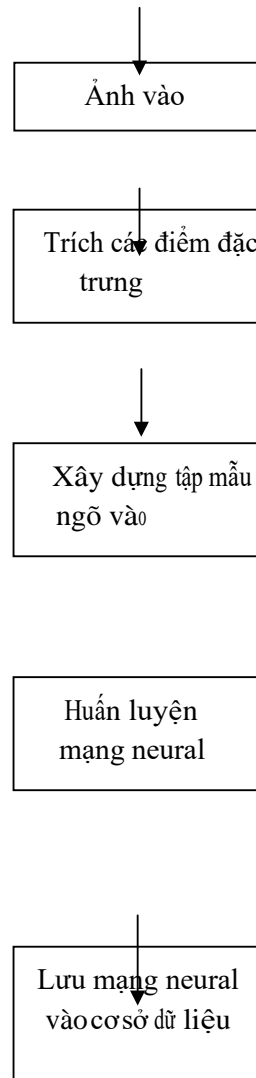 Ảnh vào
Trích các điểm đặc
trưng
Xây dựng tập mẫu
ngõ vào
Huấn luyện
mạng neural
Lưu mạng neural
vào cơ sở dữ liệu